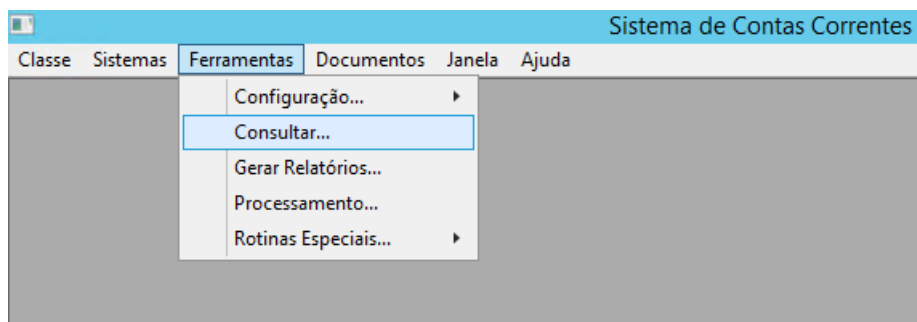 Sistema de Contas Correntes
Classe Sistemas Ferramentas Documentos Janela Ajuda
Configuração...
Consultar...
Gerar Relatórios...
Processamento...
Rotinas Especiais...